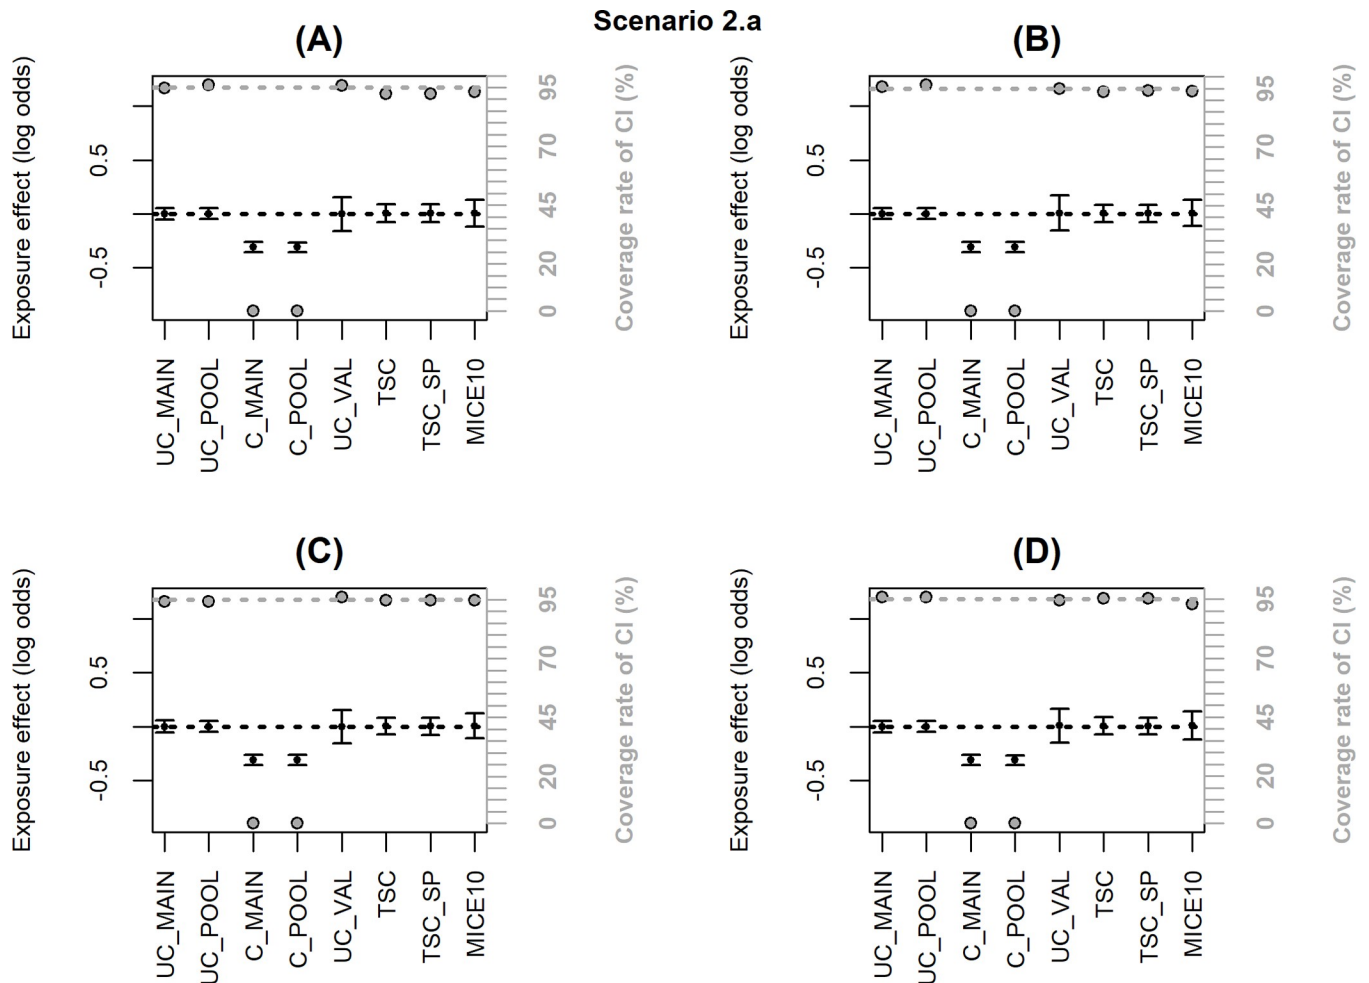 Scenario 2.a
(A)
Exposure effect (log odds)
0.5
-0.5
95
70
45
20
0
Coverage rate of CI (%)
UC_MAIN
UC_POOL
C_MAIN
C_POOL
UC_VAL
TSC
TSC_SP
MICE10
(B)
Exposure effect (log odds)
0.5
-0.5
95
70
45
20
0
Coverage rate of CI (%)
UC_MAIN
UC_POOL
C_MAIN
C_POOL
UC_VAL
TSC
TSC_SP
MICE10
(C)
Exposure effect (log odds)
0.5
-0.5
95
70
45
20
0
Coverage rate of CI (%)
UC_MAIN
UC_POOL
C_MAIN
C_POOL
UC_VAL
TSC
TSC_SP
MICE10
(D)
Exposure effect (log odds)
0.5
-0.5
95
70
45
20
0
Coverage rate of CI (%)
UC_MAIN
UC_POOL
C_MAIN
C_POOL
UC_VAL
TSC
TSC_SP
MICE10